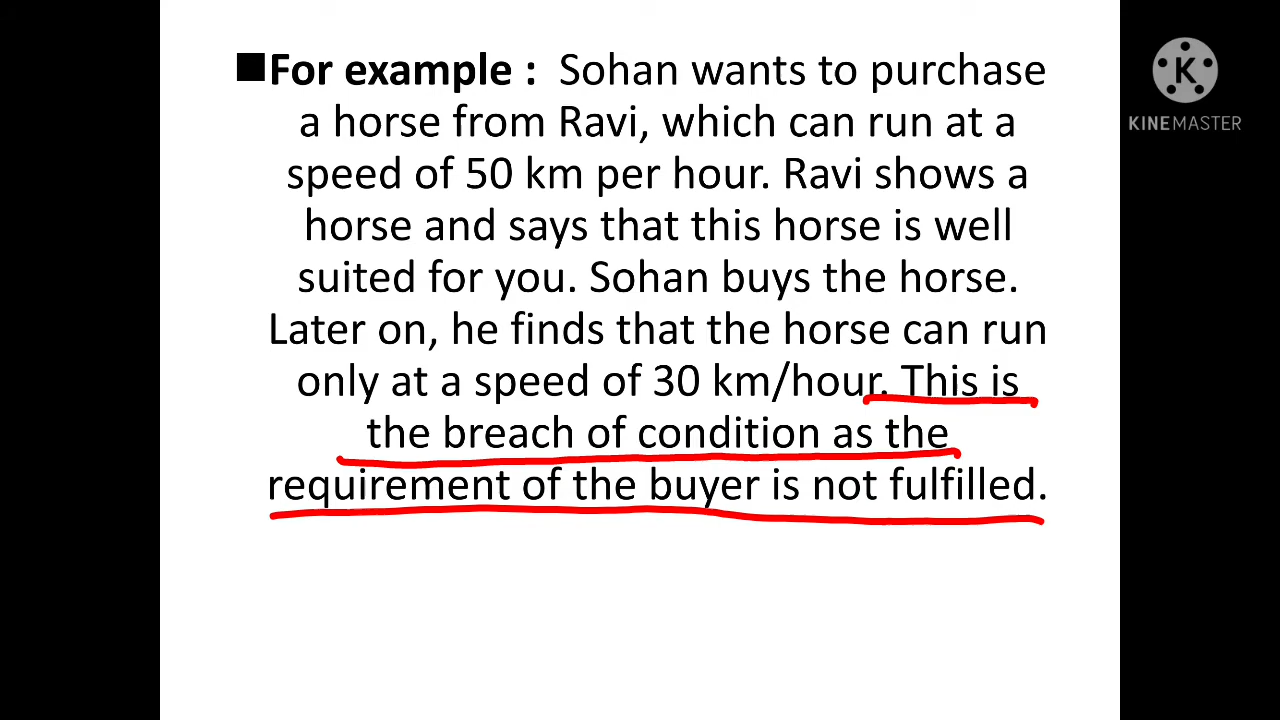 ■For example : Sohan wants to purchase
a horse from Ravi, which can run at a
speed of 50 km per hour. Ravi shows a
horse and says that this horse is well
suited for you. Sohan buys the horse.
Later on, he finds that the horse can run
only at a speed of 30 km/hour. This is
the breach of condition as the
requirement of the buyer is not fulfilled.
K
KINEMASTER